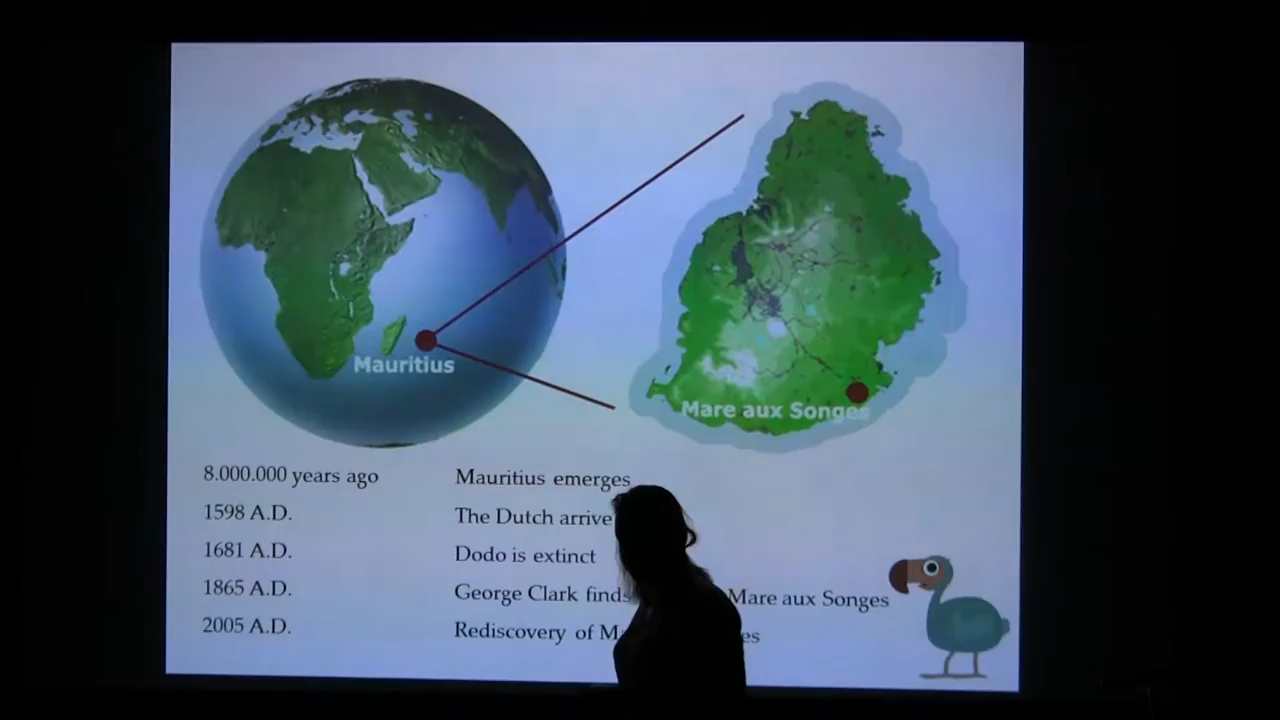 Mauritius
Mare aux Songes
8.000.000 years ago Mauritius emerges
1598 A.D. The Dutch arrive
1681 A.D. Dodo is extinct
1865 A.D. George Clark finds Mare aux Songes
2005 A.D. Rediscovery of M es